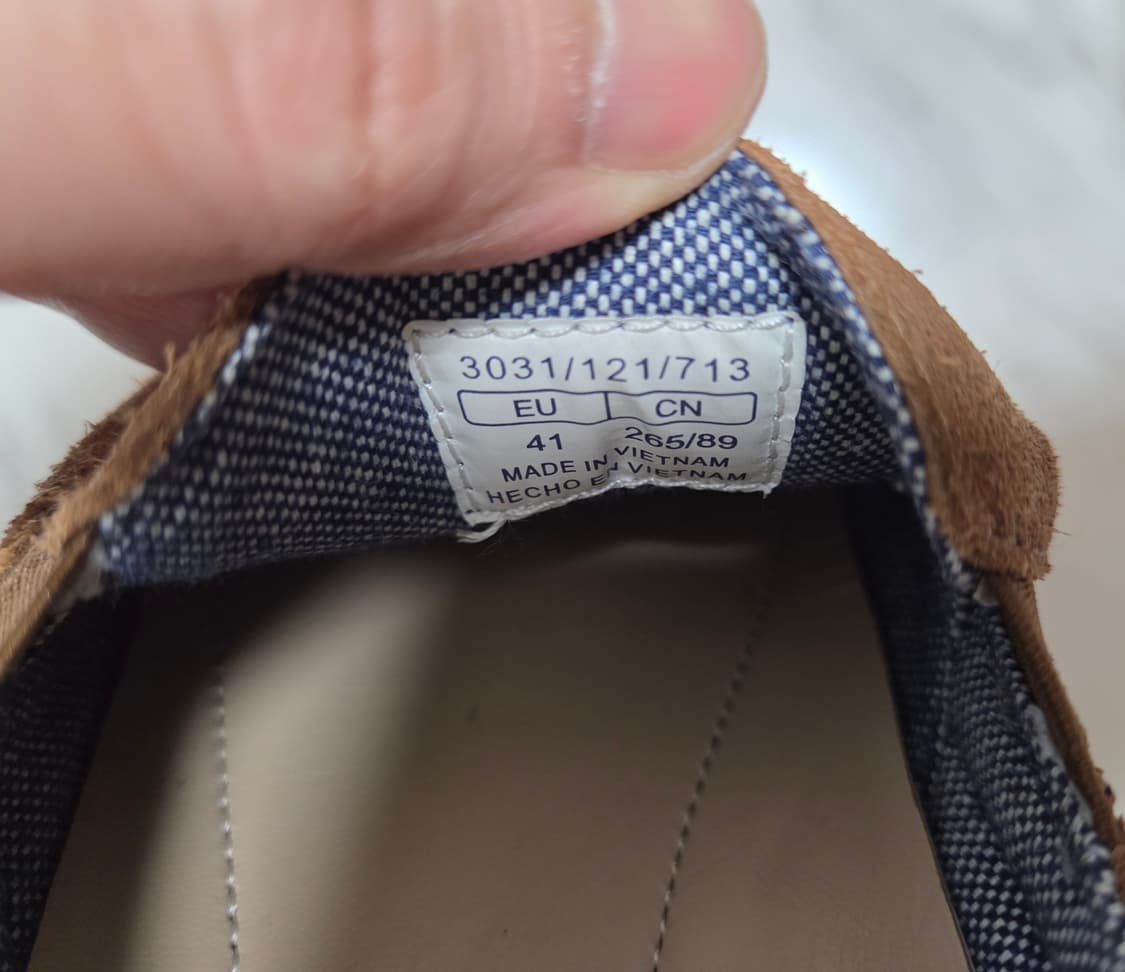 3031/121/713
EU CN
41 265/89
MADE IN VIETNAM
HECHO EN VIETNAM